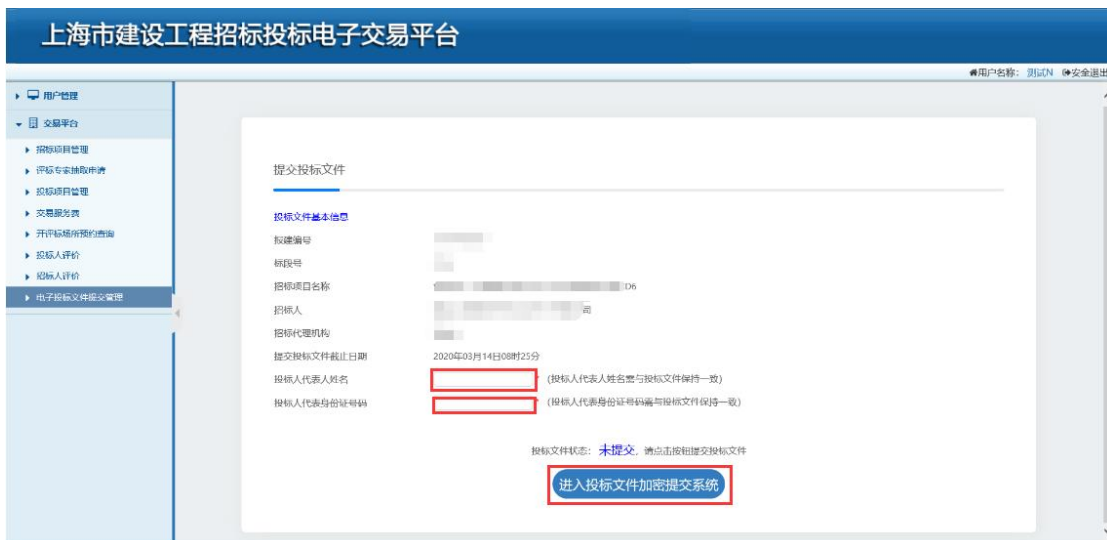 上海市建设工程招标投标电子交易平台
用户名称： 测试N 安全退出
用户管理
交易平台
招标项目管理
评标专家抽取申请
投标项目管理
交易服务费
开评标场所预约查询
投标人评价
招标人评价
电子投标文件提交管理
提交投标文件
投标文件基本信息
报建编号
标段号
招标项目名称 D6
招标人 司
招标代理机构
提交投标文件截止日期 2020年03月14日08时25分
投标人代表人姓名 * (投标人代表人姓名需与投标文件保持一致)
投标人代表身份证号码 * (投标人代表身份证号码需与投标文件保持一致)
投标文件状态： 未提交，请点击按钮提交投标文件
进入投标文件加密提交系统